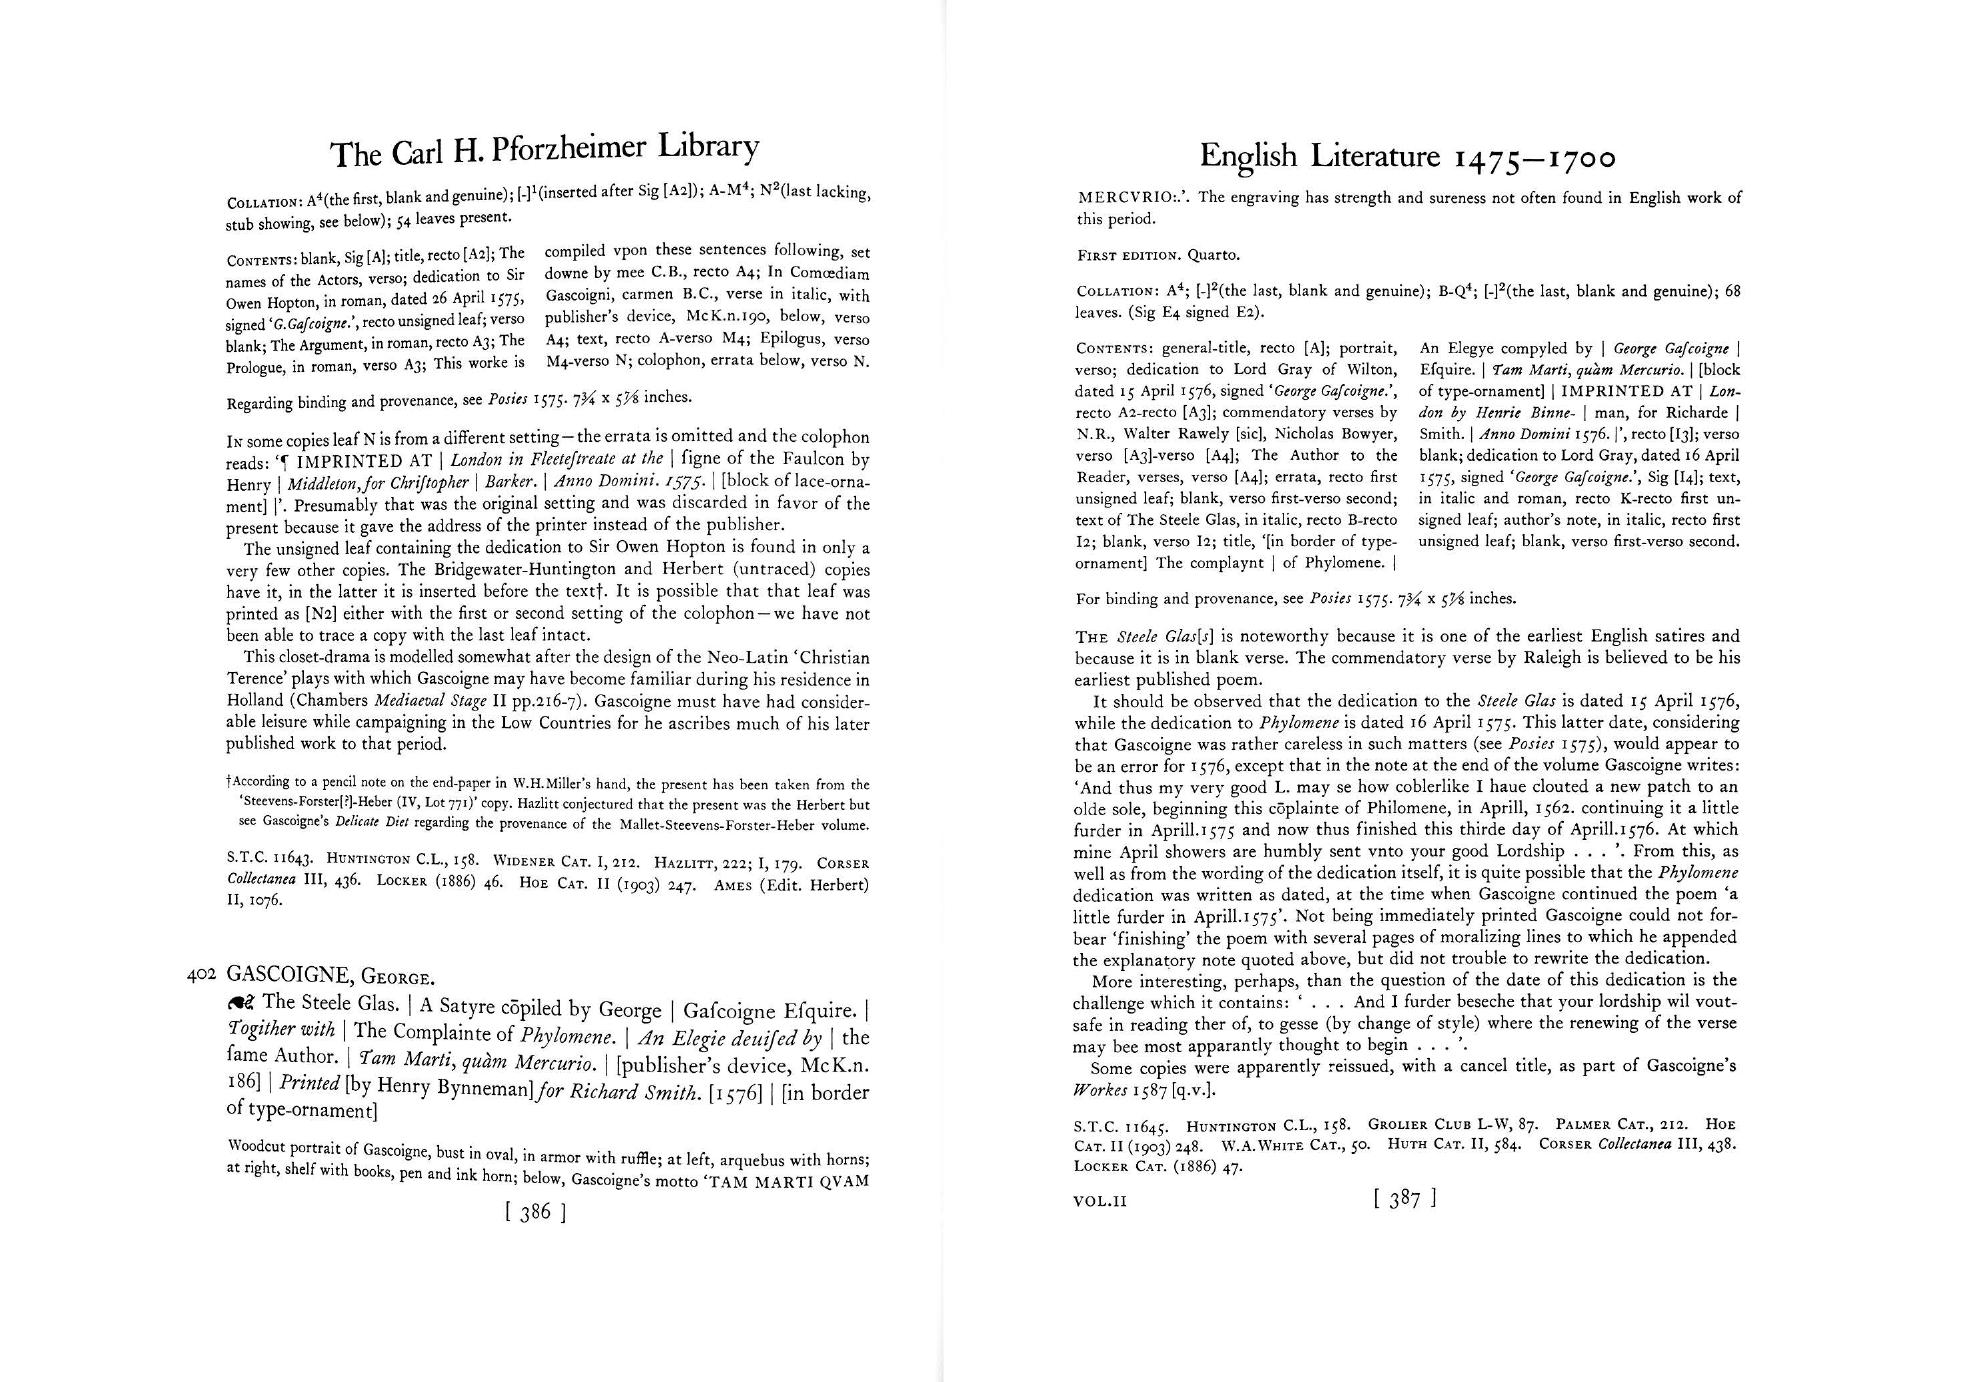 The Carl H. Pforzheimer Library
COLLATION: A⁴(the first, blank and genuine); [-]¹(inserted after Sig [A2]); A-M⁴; N²(last lacking,
stub showing, see below); 54 leaves present.
CONTENTS: blank, Sig [A]; title, recto [A2]; The
names of the Actors, verso; dedication to Sir
Owen Hopton, in roman, dated 26 April 1575,
signed ‘G.Gaſcoigne.’, recto unsigned leaf; verso
blank; The Argument, in roman, recto A3; The
Prologue, in roman, verso A3; This worke is
compiled vpon these sentences following, set
downe by mee C.B., recto A4; In Comœdiam
Gascoigni, carmen B.C., verse in italic, with
publisher's device, McK.n.190, below, verso
A4; text, recto A-verso M4; Epilogus, verso
M4-verso N; colophon, errata below, verso N.
Regarding binding and provenance, see Posies 1575. 7¾ x 5⅞ inches.
IN some copies leaf N is from a different setting—the errata is omitted and the colophon
reads: ‘¶ IMPRINTED AT | London in Fleeteſtreate at the | ſigne of the Faulcon by
Henry | Middleton, for Chriſtopher | Barker. | Anno Domini. 1575. | [block of lace-orna-
ment] |’. Presumably that was the original setting and was discarded in favor of the
present because it gave the address of the printer instead of the publisher.
The unsigned leaf containing the dedication to Sir Owen Hopton is found in only a
very few other copies. The Bridgewater-Huntington and Herbert (untraced) copies
have it, in the latter it is inserted before the text†. It is possible that that leaf was
printed as [N2] either with the first or second setting of the colophon—we have not
been able to trace a copy with the last leaf intact.
This closet-drama is modelled somewhat after the design of the Neo-Latin ‘Christian
Terence’ plays with which Gascoigne may have become familiar during his residence in
Holland (Chambers Mediaeval Stage II pp.216-7). Gascoigne must have had consider-
able leisure while campaigning in the Low Countries for he ascribes much of his later
published work to that period.
†According to a pencil note on the end-paper in W.H.Miller's hand, the present has been taken from the
‘Steevens-Forster[?]-Heber (IV, Lot 771)’ copy. Hazlitt conjectured that the present was the Herbert but
see Gascoigne's Delicate Diet regarding the provenance of the Mallet-Steevens-Forster-Heber volume.
S.T.C. 11643. HUNTINGTON C.L., 158. WIDENER CAT. I, 212. HAZLITT, 222; I, 179. CORSER
Collectanea III, 436. LOCKER (1886) 46. HOE CAT. II (1903) 247. AMES (Edit. Herbert)
II, 1076.
402 GASCOIGNE, GEORGE.
The Steele Glas. | A Satyre cōpiled by George | Gaſcoigne Eſquire. |
Togither with | The Complainte of Phylomene. | An Elegie deuiſed by | the
ſame Author. | Tam Marti, quàm Mercurio. | [publisher's device, McK.n.
186] | Printed [by Henry Bynneman] for Richard Smith. [1576] | [in border
of type-ornament]
Woodcut portrait of Gascoigne, bust in oval, in armor with ruffle; at left, arquebus with horns;
at right, shelf with books, pen and ink horn; below, Gascoigne's motto ‘TAM MARTI QVAM
[ 386 ]
English Literature 1475—1700
MERCVRIO:.’. The engraving has strength and sureness not often found in English work of
this period.
FIRST EDITION. Quarto.
COLLATION: A⁴; [-]²(the last, blank and genuine); B-Q⁴; [-]²(the last, blank and genuine); 68
leaves. (Sig E4 signed E2).
CONTENTS: general-title, recto [A]; portrait,
verso; dedication to Lord Gray of Wilton,
dated 15 April 1576, signed ‘George Gaſcoigne.’,
recto A2-recto [A3]; commendatory verses by
N.R., Walter Rawely [sic], Nicholas Bowyer,
verso [A3]-verso [A4]; The Author to the
Reader, verses, verso [A4]; errata, recto first
unsigned leaf; blank, verso first-verso second;
text of The Steele Glas, in italic, recto B-recto
I2; blank, verso I2; title, ‘[in border of type-
ornament] The complaynt | of Phylomene. |
An Elegye compyled by | George Gaſcoigne |
Eſquire. | Tam Marti, quàm Mercurio. | [block
of type-ornament] | IMPRINTED AT | Lon-
don by Henrie Binne- | man, for Richarde |
Smith. | Anno Domini 1576. |’, recto [I3]; verso
blank; dedication to Lord Gray, dated 16 April
1575, signed ‘George Gaſcoigne.’, Sig [I4]; text,
in italic and roman, recto K-recto first un-
signed leaf; author's note, in italic, recto first
unsigned leaf; blank, verso first-verso second.
For binding and provenance, see Posies 1575. 7¾ x 5⅞ inches.
THE Steele Glas[s] is noteworthy because it is one of the earliest English satires and
because it is in blank verse. The commendatory verse by Raleigh is believed to be his
earliest published poem.
It should be observed that the dedication to the Steele Glas is dated 15 April 1576,
while the dedication to Phylomene is dated 16 April 1575. This latter date, considering
that Gascoigne was rather careless in such matters (see Posies 1575), would appear to
be an error for 1576, except that in the note at the end of the volume Gascoigne writes:
‘And thus my very good L. may se how coblerlike I haue clouted a new patch to an
olde sole, beginning this cōplainte of Philomene, in Aprill, 1562. continuing it a little
furder in Aprill.1575 and now thus finished this thirde day of Aprill.1576. At which
mine April showers are humbly sent vnto your good Lordship . . . ’. From this, as
well as from the wording of the dedication itself, it is quite possible that the Phylomene
dedication was written as dated, at the time when Gascoigne continued the poem ‘a
little furder in Aprill.1575’. Not being immediately printed Gascoigne could not for-
bear ‘finishing’ the poem with several pages of moralizing lines to which he appended
the explanatory note quoted above, but did not trouble to rewrite the dedication.
More interesting, perhaps, than the question of the date of this dedication is the
challenge which it contains: ‘ . . . And I furder beseche that your lordship wil vout-
safe in reading ther of, to gesse (by change of style) where the renewing of the verse
may bee most apparantly thought to begin . . . ’.
Some copies were apparently reissued, with a cancel title, as part of Gascoigne's
Workes 1587 [q.v.].
S.T.C. 11645. HUNTINGTON C.L., 158. GROLIER CLUB L-W, 87. PALMER CAT., 212. HOE
CAT. II (1903) 248. W.A.WHITE CAT., 50. HUTH CAT. II, 584. CORSER Collectanea III, 438.
LOCKER CAT. (1886) 47.
VOL.II
[ 387 ]